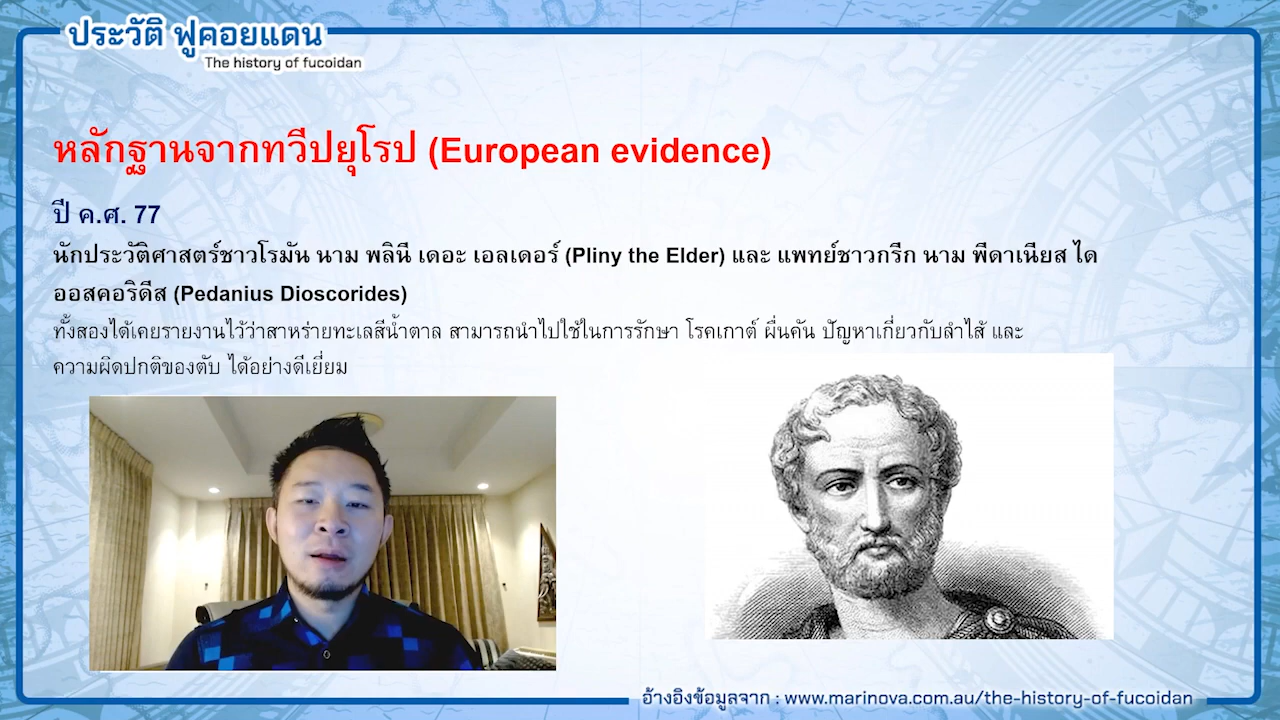 ประวัติ ฟูคอยแดน
The history of fucoidan
หลักฐานจากทวีปยุโรป (European evidence)
ปี ค.ศ. 77
นักประวัติศาสตร์ชาวโรมัน นาม พลินี เดอะ เอลเดอร์ (Pliny the Elder) และ แพทย์ชาวกรีก นาม พีดาเนียส ได
ออสคอริดีส (Pedanius Dioscorides)
ทั้งสองได้เคยรายงานไว้ว่าสาหร่ายทะเลสีน้ำตาล สามารถนำไปใช้ในการรักษา โรคเกาต์ ผื่นคัน ปัญหาเกี่ยวกับลำไส้ และ
ความผิดปกติของตับ ได้อย่างดีเยี่ยม
อ้างอิงข้อมูลจาก : www.marinova.com.au/the-history-of-fucoidan